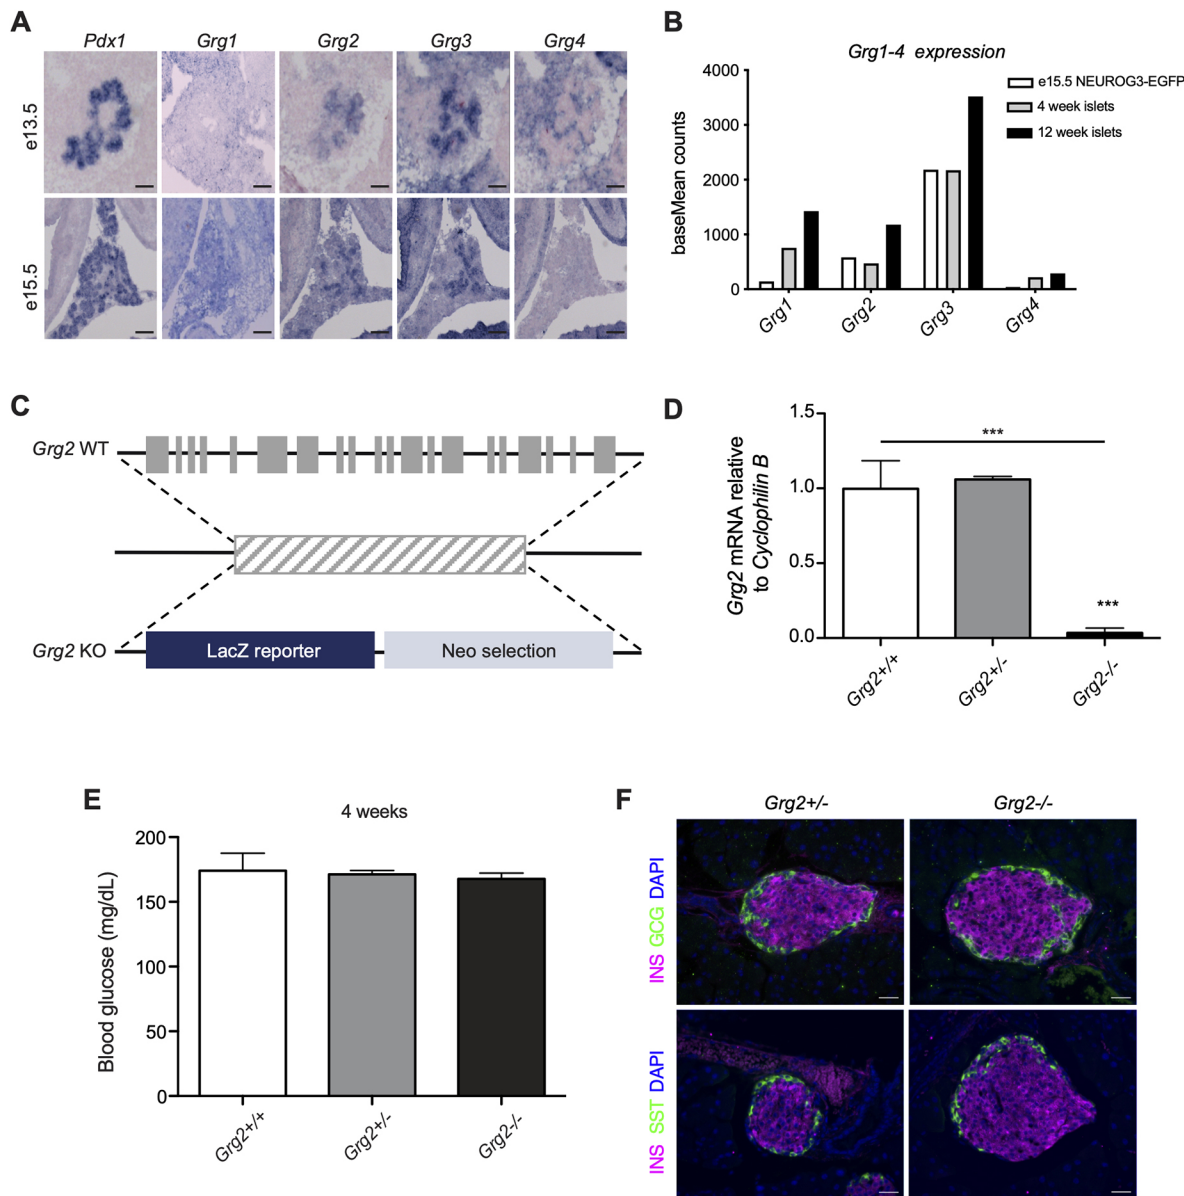 A
Pdx1 Grg1 Grg2 Grg3 Grg4
e13.5
e15.5
B
Grg1-4 expression
baseMean counts
4000
3000
2000
1000
0
e15.5 NEUROG3-EGFP
4 week islets
12 week islets
Grg1 Grg2 Grg3 Grg4
C
Grg2 WT
Grg2 KO
LacZ reporter
Neo selection
D
Grg2 mRNA relative
to Cyclophilin B
1.5
1.0
0.5
0.0
***
***
Grg2+/+ Grg2+/- Grg2-/-
E
4 weeks
Blood glucose (mg/dL)
200
150
100
50
0
Grg2+/+ Grg2+/- Grg2-/-
F
Grg2+/- Grg2-/-
INS GCG DAPI
INS SST DAPI